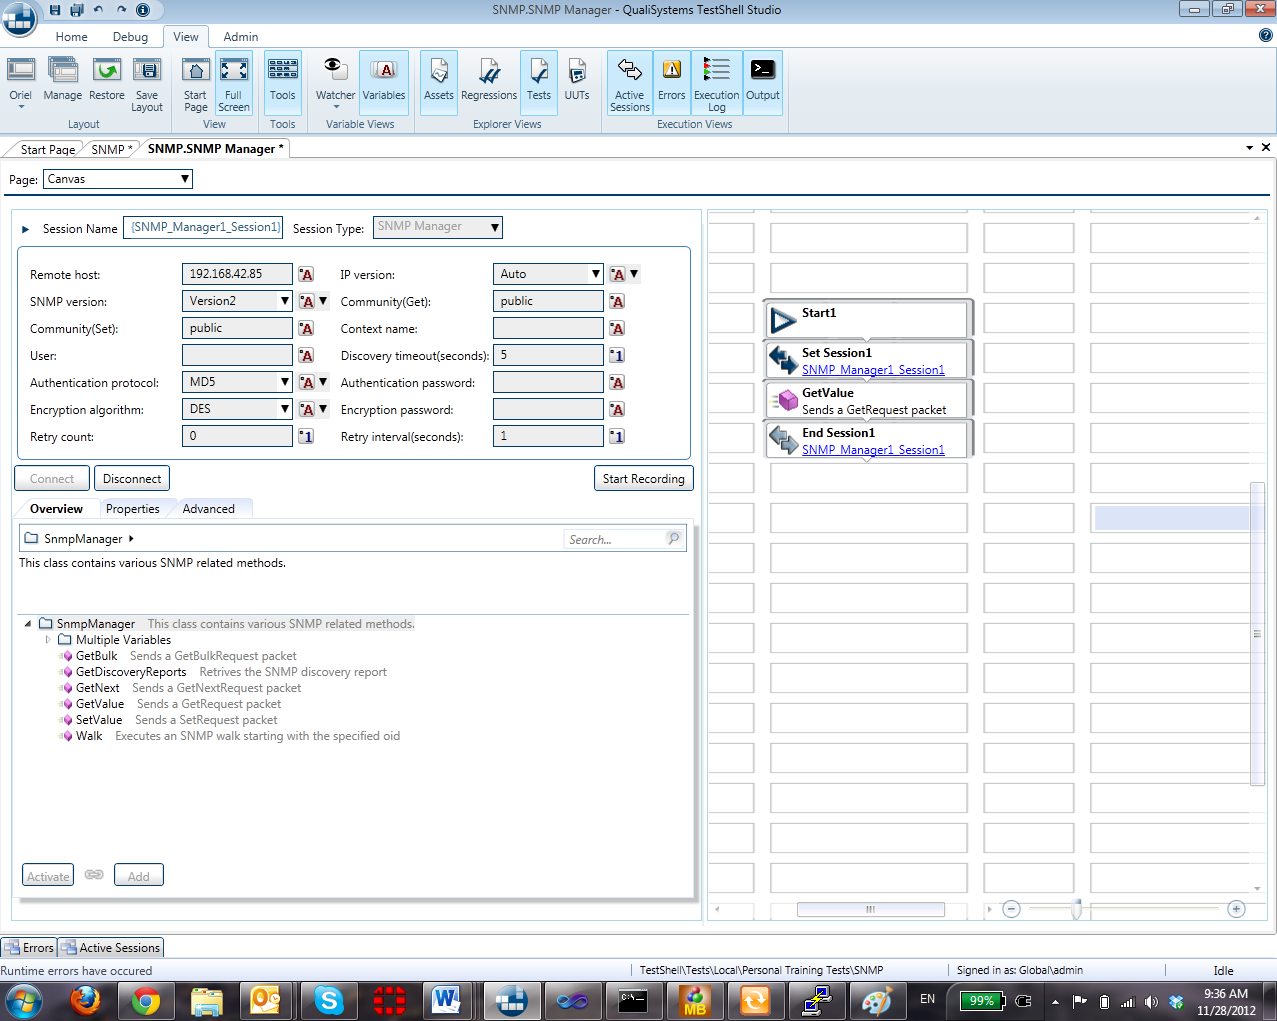 SNMP.SNMP Manager - QualiSystems TestShell Studio
Home Debug View Admin
Oriel Manage Restore Save Layout
Start Page Full Screen
Tools
Watcher Variables
Assets Regressions Tests UUTs
Active Sessions Errors Execution Log Output
Layout View Tools Variable Views Explorer Views Execution Views
Start Page SNMP * SNMP.SNMP Manager *
Page: Canvas
Session Name {SNMP_Manager1_Session1} Session Type: SNMP Manager
Remote host: 192.168.42.85 A IP version: Auto A
SNMP version: Version2 A Community(Get): public A
Community(Set): public A Context name: A
User: A Discovery timeout(seconds): 5 1
Authentication protocol: MD5 A Authentication password: A
Encryption algorithm: DES A Encryption password: A
Retry count: 0 1 Retry interval(seconds): 1 1
Connect Disconnect Start Recording
Overview Properties Advanced
SnmpManager Search...
This class contains various SNMP related methods.
SnmpManager This class contains various SNMP related methods.
Multiple Variables
GetBulk Sends a GetBulkRequest packet
GetDiscoveryReports Retrives the SNMP discovery report
GetNext Sends a GetNextRequest packet
GetValue Sends a GetRequest packet
SetValue Sends a SetRequest packet
Walk Executes an SNMP walk starting with the specified oid
Activate Add
Start1
Set Session1
SNMP_Manager1_Session1
GetValue
Sends a GetRequest packet
End Session1
SNMP_Manager1_Session1
Errors Active Sessions
Runtime errors have occured TestShell\Tests\Local\Personal Training Tests\SNMP Signed in as: Global\admin Idle
EN 99% 9:36 AM
11/28/2012